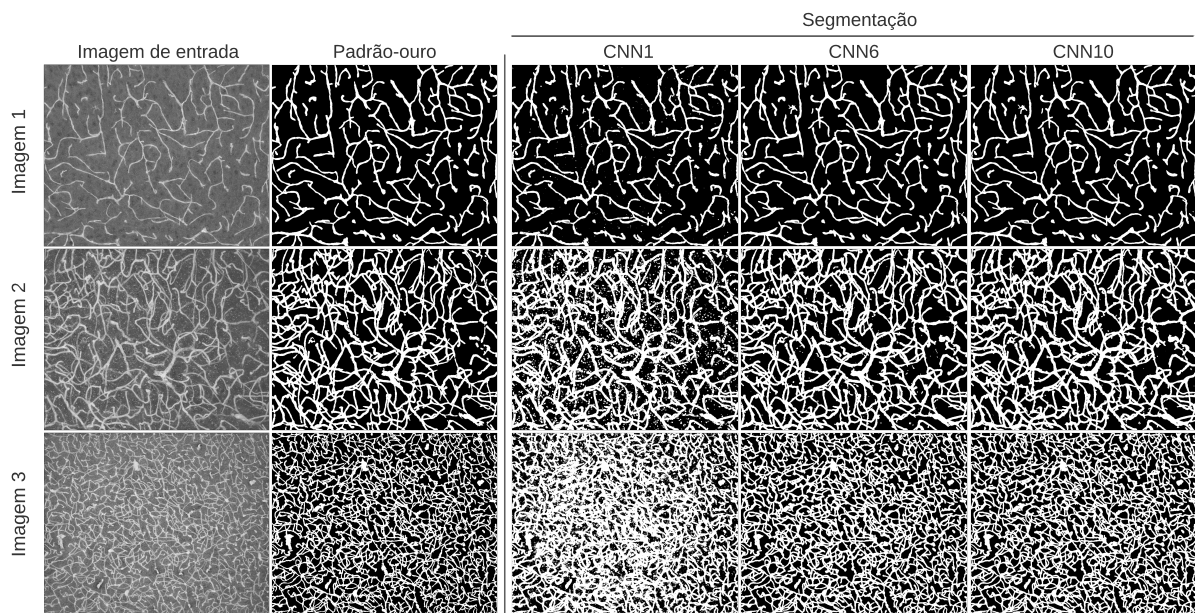 Segmentação
Imagem de entrada
Padrão-ouro
CNN1
CNN6
CNN10
Imagem 1
Imagem 2
Imagem 3